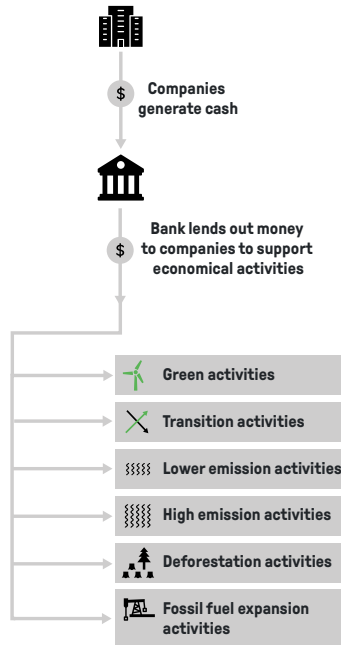 $
Companies
generate cash
$
Bank lends out money
to companies to support
economical activities
Green activities
Transition activities
Lower emission activities
High emission activities
Deforestation activities
Fossil fuel expansion
activities